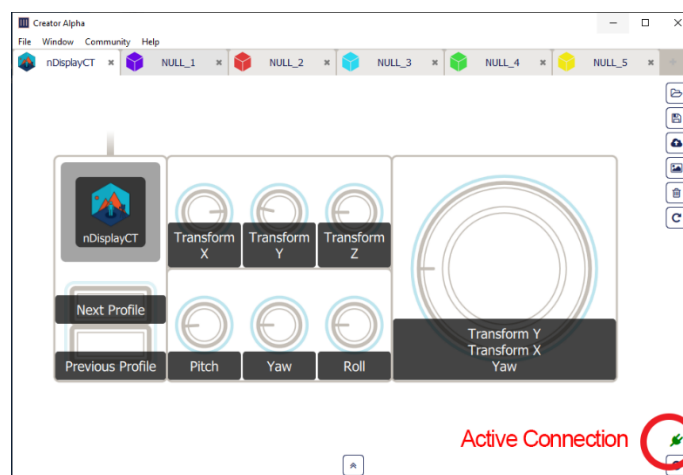 Creator Alpha
File Window Community Help
nDisplayCT NULL_1 NULL_2 NULL_3 NULL_4 NULL_5
nDisplayCT
Transform
X
Transform
Y
Transform
Z
Next Profile
Previous Profile
Pitch
Yaw
Roll
Transform Y
Transform X
Yaw
Active Connection